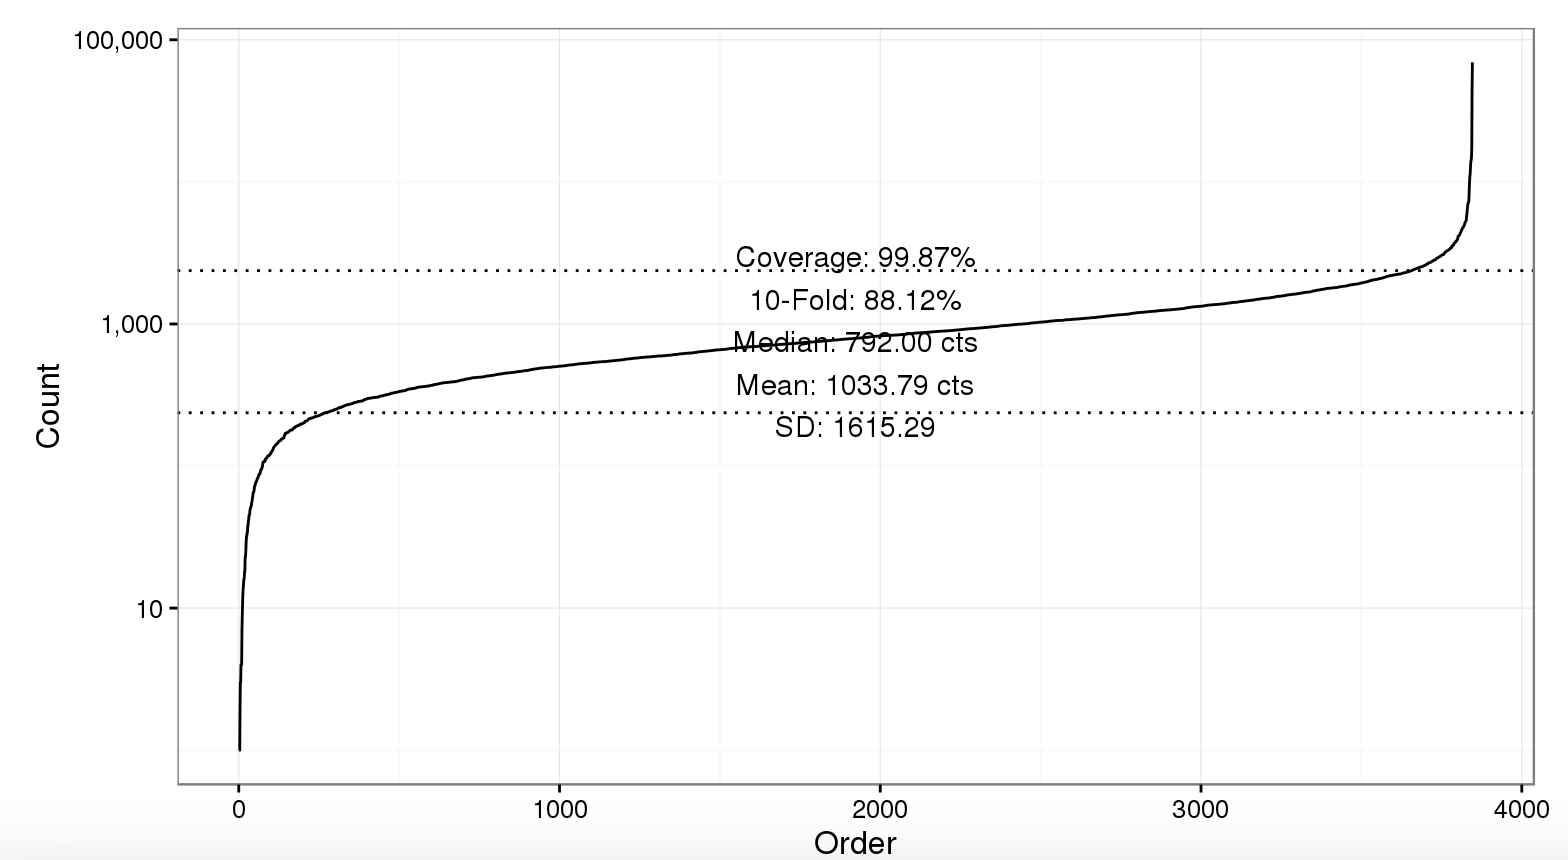 100,000
Coverage: 99.87%
10-Fold: 88.12%
1,000
Median: 792.00 cts
Mean: 1033.79 cts
Count
SD: 1615.29
10
0 1000 2000 3000 4000
Order